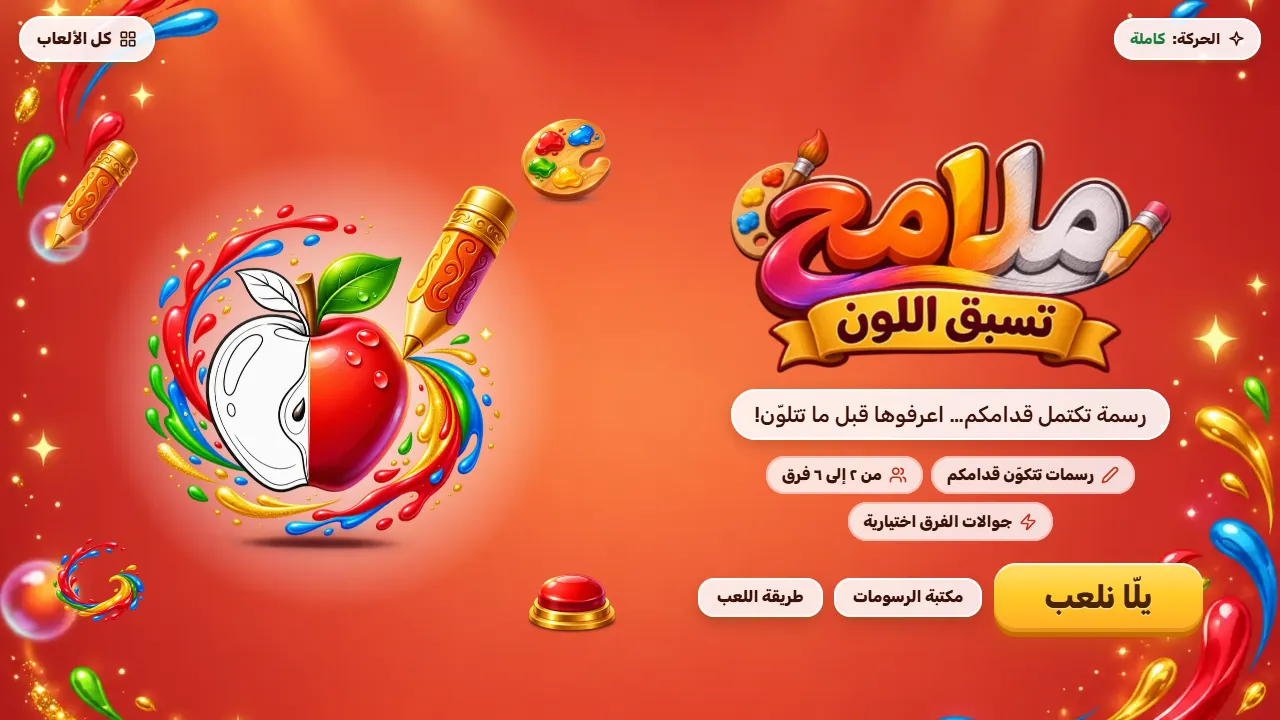 الحركة: كاملة
كل الألعاب
ملامح
تسبق اللون
رسمة تكتمل قدامكم... اعرفوها قبل ما تتلوّن!
رسمات تتكوّن قدامكم
من ٢ إلى ٦ فرق
جوالات الفرق اختيارية
يلّا نلعب
مكتبة الرسومات
طريقة اللعب